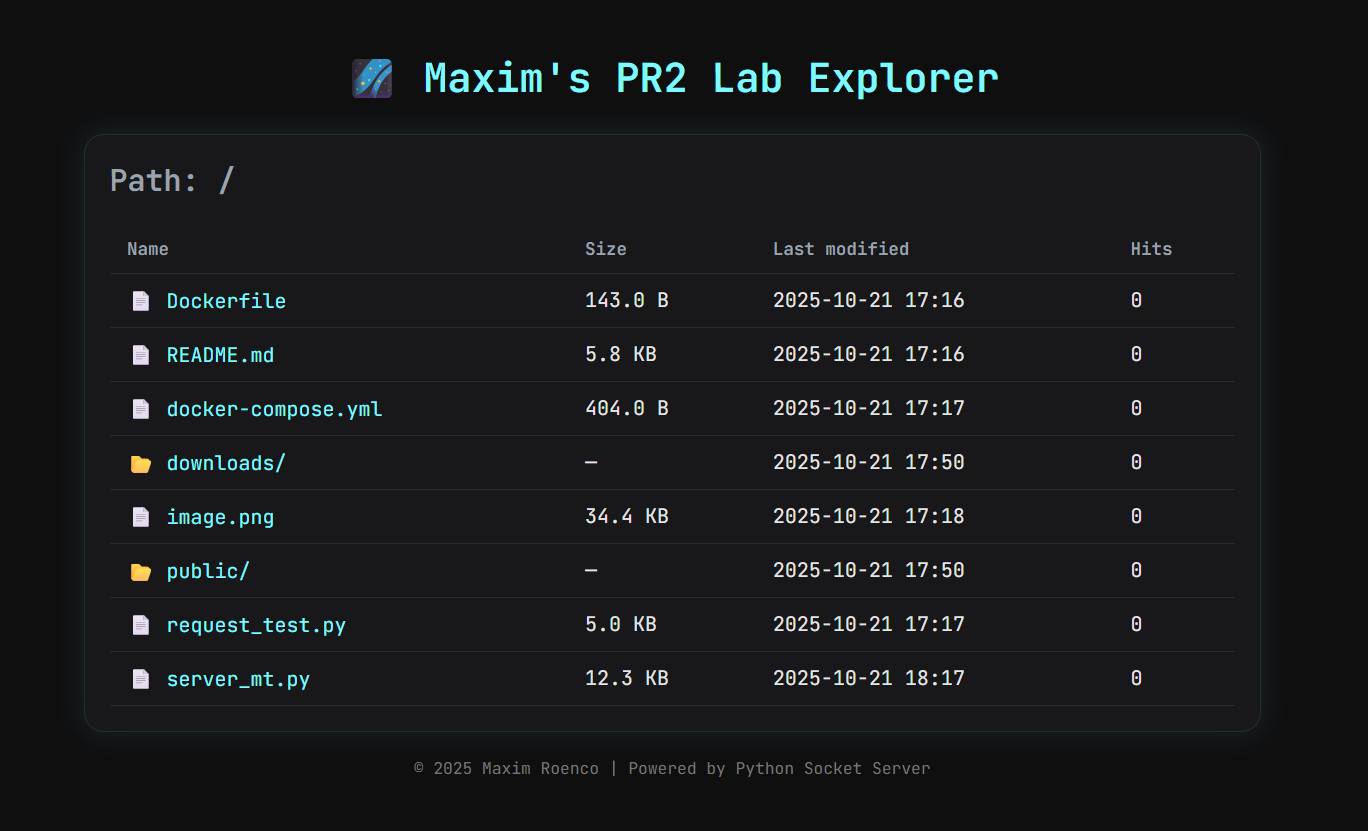 Maxim's PR2 Lab Explorer
Path: /
Name Size Last modified Hits
Dockerfile 143.0 B 2025-10-21 17:16 0
README.md 5.8 KB 2025-10-21 17:16 0
docker-compose.yml 404.0 B 2025-10-21 17:17 0
downloads/ — 2025-10-21 17:50 0
image.png 34.4 KB 2025-10-21 17:18 0
public/ — 2025-10-21 17:50 0
request_test.py 5.0 KB 2025-10-21 17:17 0
server_mt.py 12.3 KB 2025-10-21 18:17 0
© 2025 Maxim Roenco | Powered by Python Socket Server